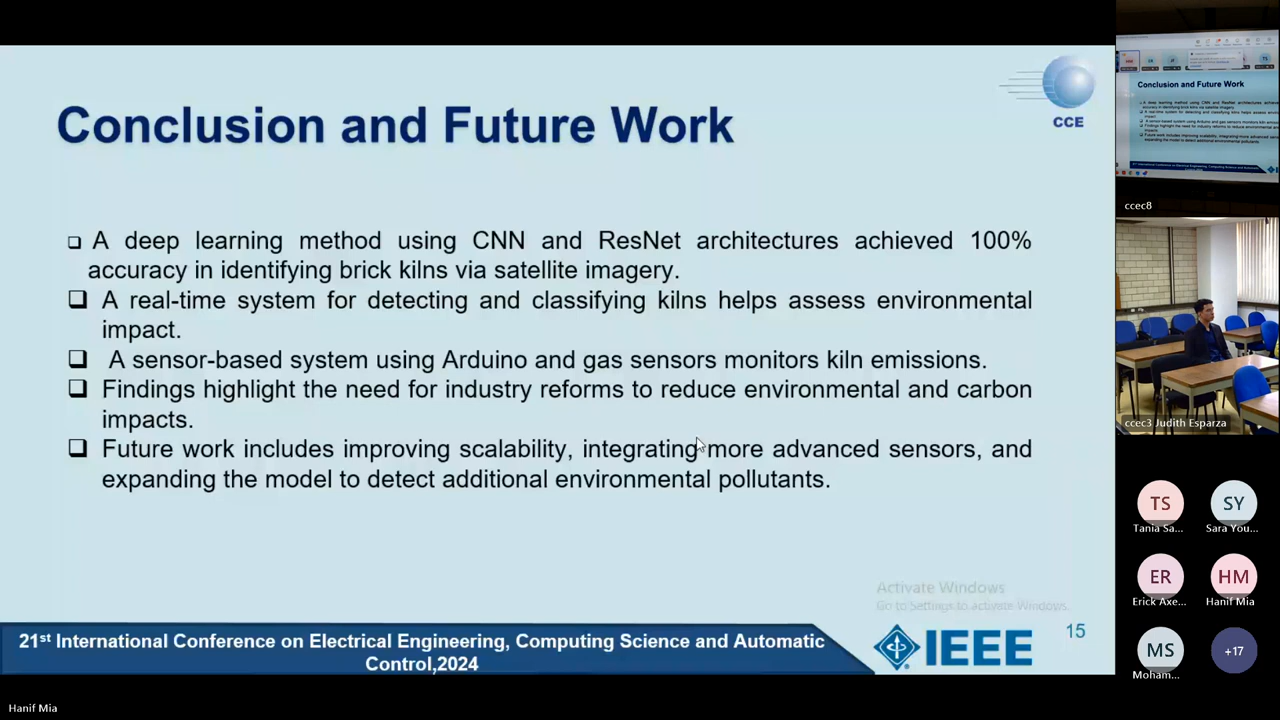 Conclusion and Future Work
CCE
❑ A deep learning method using CNN and ResNet architectures achieved 100%
accuracy in identifying brick kilns via satellite imagery.
❑ A real-time system for detecting and classifying kilns helps assess environmental
impact.
❑ A sensor-based system using Arduino and gas sensors monitors kiln emissions.
❑ Findings highlight the need for industry reforms to reduce environmental and carbon
impacts.
❑ Future work includes improving scalability, integrating more advanced sensors, and
expanding the model to detect additional environmental pollutants.
Activate Windows
Go to Settings to activate Windows.
21st International Conference on Electrical Engineering, Computing Science and Automatic
Control,2024
IEEE
15
Hanif Mia
Conclusion and Future Work
ccec8
ccec3 Judith Esparza
TS
Tania Sa...
SY
Sara You...
ER
Erick Axe...
HM
Hanif Mia
MS
Moham...
+17